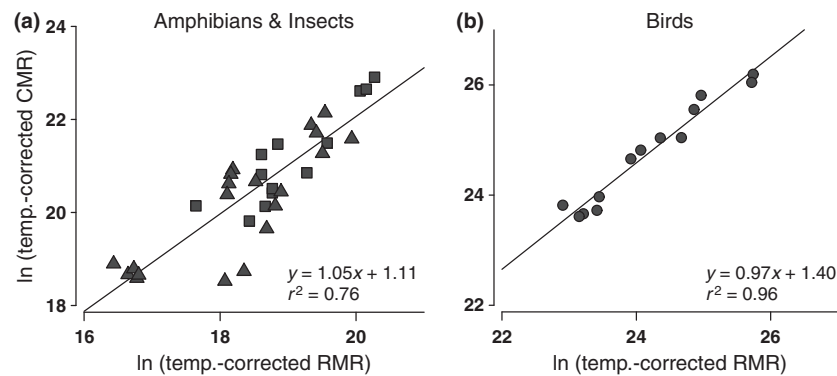 (a) Amphibians & Insects
24
22
20
18
ln (temp.-corrected CMR)
y = 1.05x + 1.11
r² = 0.76
16 18 20
ln (temp.-corrected RMR)
(b) Birds
26
24
22
y = 0.97x + 1.40
r² = 0.96
22 24 26
ln (temp.-corrected RMR)